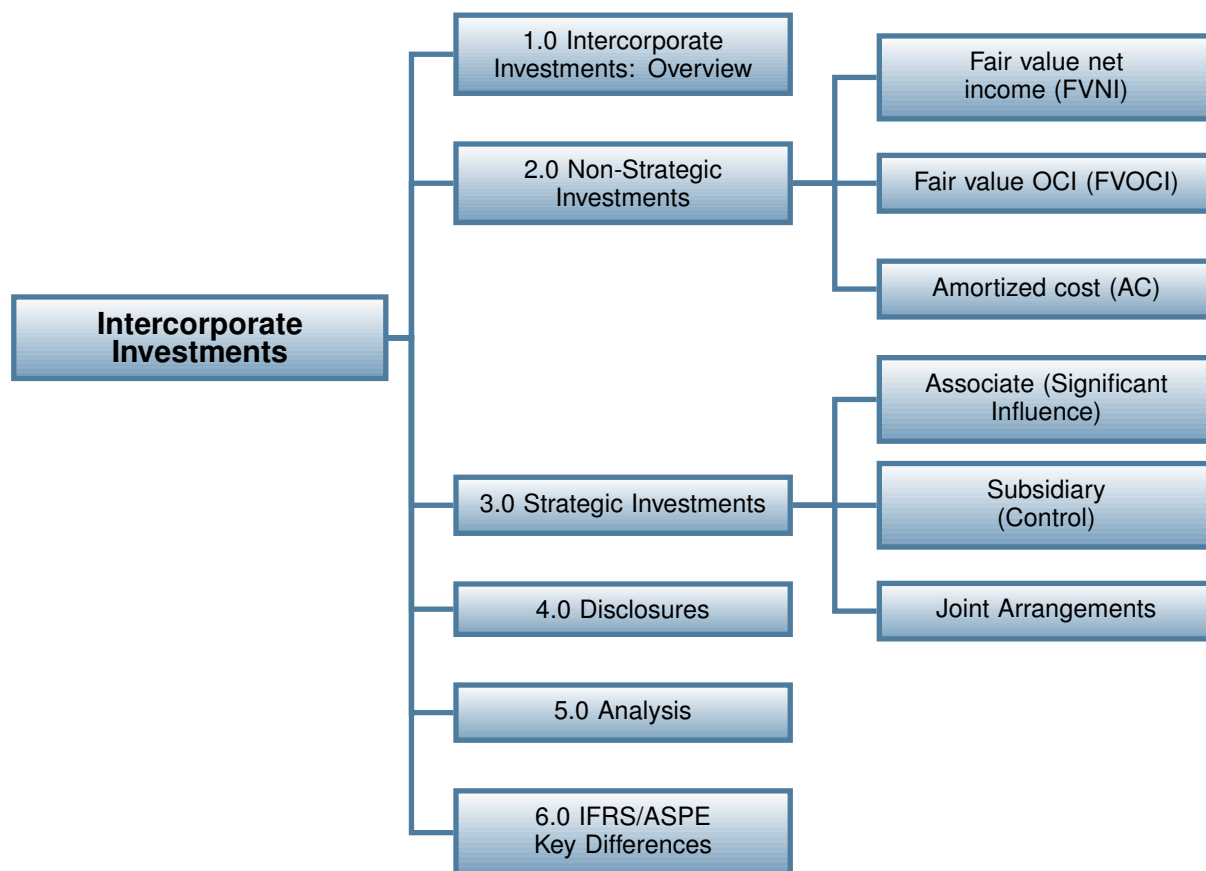 Intercorporate
Investments
1.0 Intercorporate
Investments: Overview
2.0 Non-Strategic
Investments
Fair value net
income (FVNI)
Fair value OCI (FVOCI)
Amortized cost (AC)
3.0 Strategic Investments
Associate (Significant
Influence)
Subsidiary
(Control)
Joint Arrangements
4.0 Disclosures
5.0 Analysis
6.0 IFRS/ASPE
Key Differences